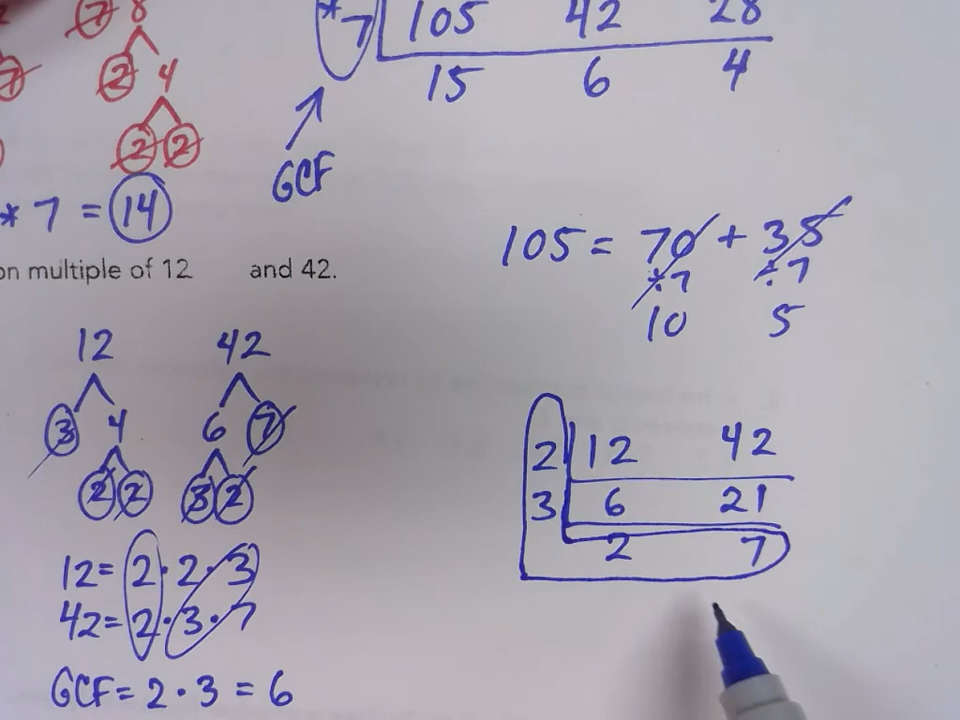 7 8
7 2 4
2 2
* 7 = 14
*7 105 42 28
15 6 4
GCF
105 = 70 + 35
÷7 ÷7
10 5
on multiple of 12 and 42.
12 42
3 4 6 7
2 2 3 2
12 = 2 · 2 · 3
42 = 2 · 3 · 7
GCF = 2 · 3 = 6
2 12 42
3 6 21
2 7